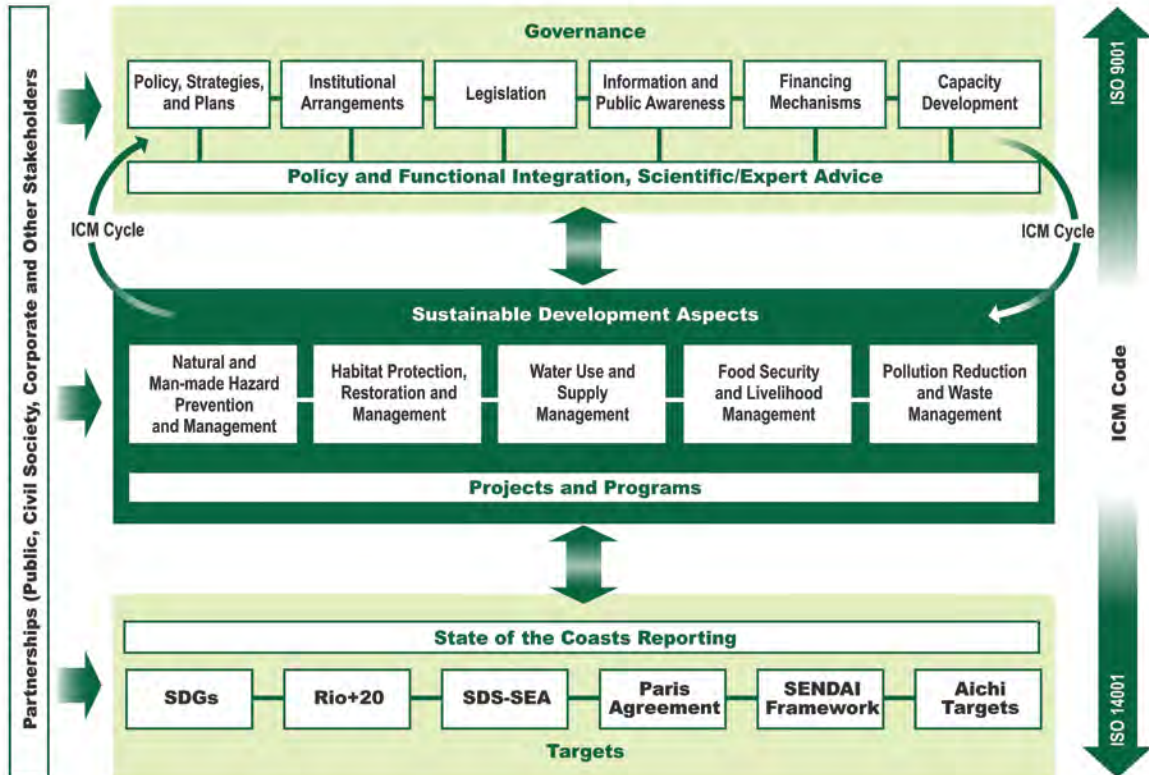 Partnerships (Public, Civil Society, Corporate and Other Stakeholders
Governance
Policy, Strategies,
and Plans
Institutional
Arrangements
Legislation
Information and
Public Awareness
Financing
Mechanisms
Capacity
Development
Policy and Functional Integration, Scientific/Expert Advice
ICM Cycle
ICM Cycle
Sustainable Development Aspects
Natural and
Man-made Hazard
Prevention
and Management
Habitat Protection,
Restoration and
Management
Water Use and
Supply
Management
Food Security
and Livelihood
Management
Pollution Reduction
and Waste
Management
Projects and Programs
State of the Coasts Reporting
SDGs
Rio+20
SDS-SEA
Paris
Agreement
SENDAI
Framework
Aichi
Targets
Targets
ISO 9001
ICM Code
ISO 14001